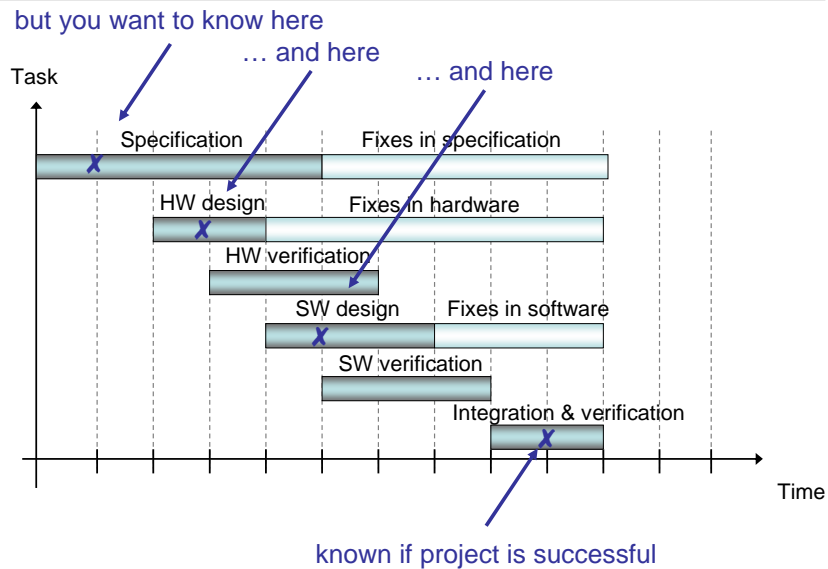 but you want to know here
… and here
… and here
Task
Specification
Fixes in specification
HW design
Fixes in hardware
HW verification
SW design
Fixes in software
SW verification
Integration & verification
Time
known if project is successful